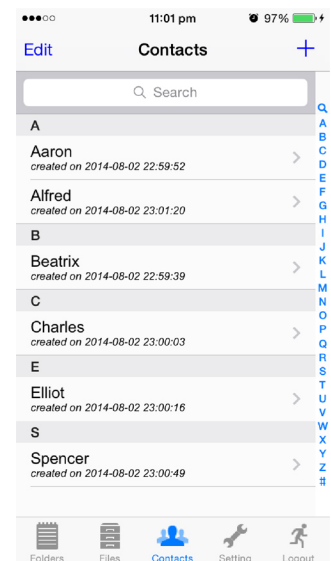 11:01 pm 97%
Edit Contacts +
Search
A
Aaron
created on 2014-08-02 22:59:52
Alfred
created on 2014-08-02 23:01:20
B
Beatrix
created on 2014-08-02 22:59:39
C
Charles
created on 2014-08-02 23:00:03
E
Elliot
created on 2014-08-02 23:00:16
S
Spencer
created on 2014-08-02 23:00:49
A
B
C
D
E
F
G
H
I
J
K
L
M
N
O
P
Q
R
S
T
U
V
W
X
Y
Z
#
Folders Files Contacts Setting Logout